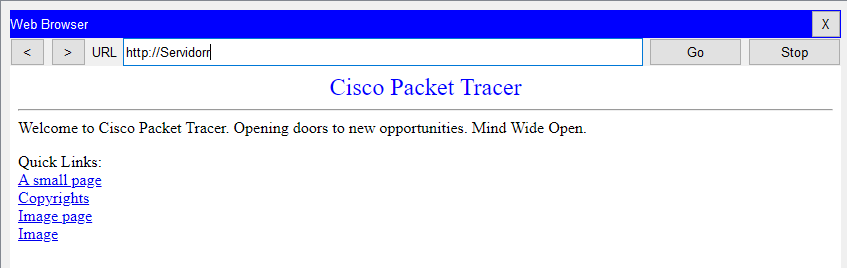 Web Browser X
< > URL http://Servidorr Go Stop
Cisco Packet Tracer
Welcome to Cisco Packet Tracer. Opening doors to new opportunities. Mind Wide Open.
Quick Links:
A small page
Copyrights
Image page
Image